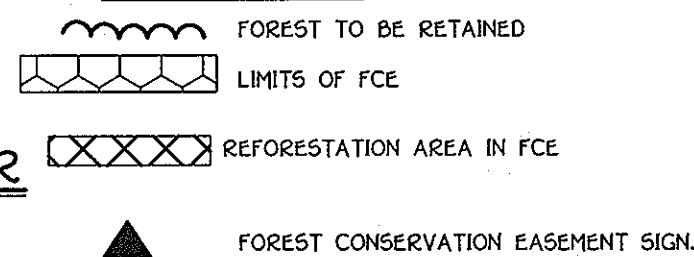 FOREST TO BE RETAINED
LIMITS OF FCE
REFORESTATION AREA IN FCE
FOREST CONSERVATION EASEMENT SIGN.